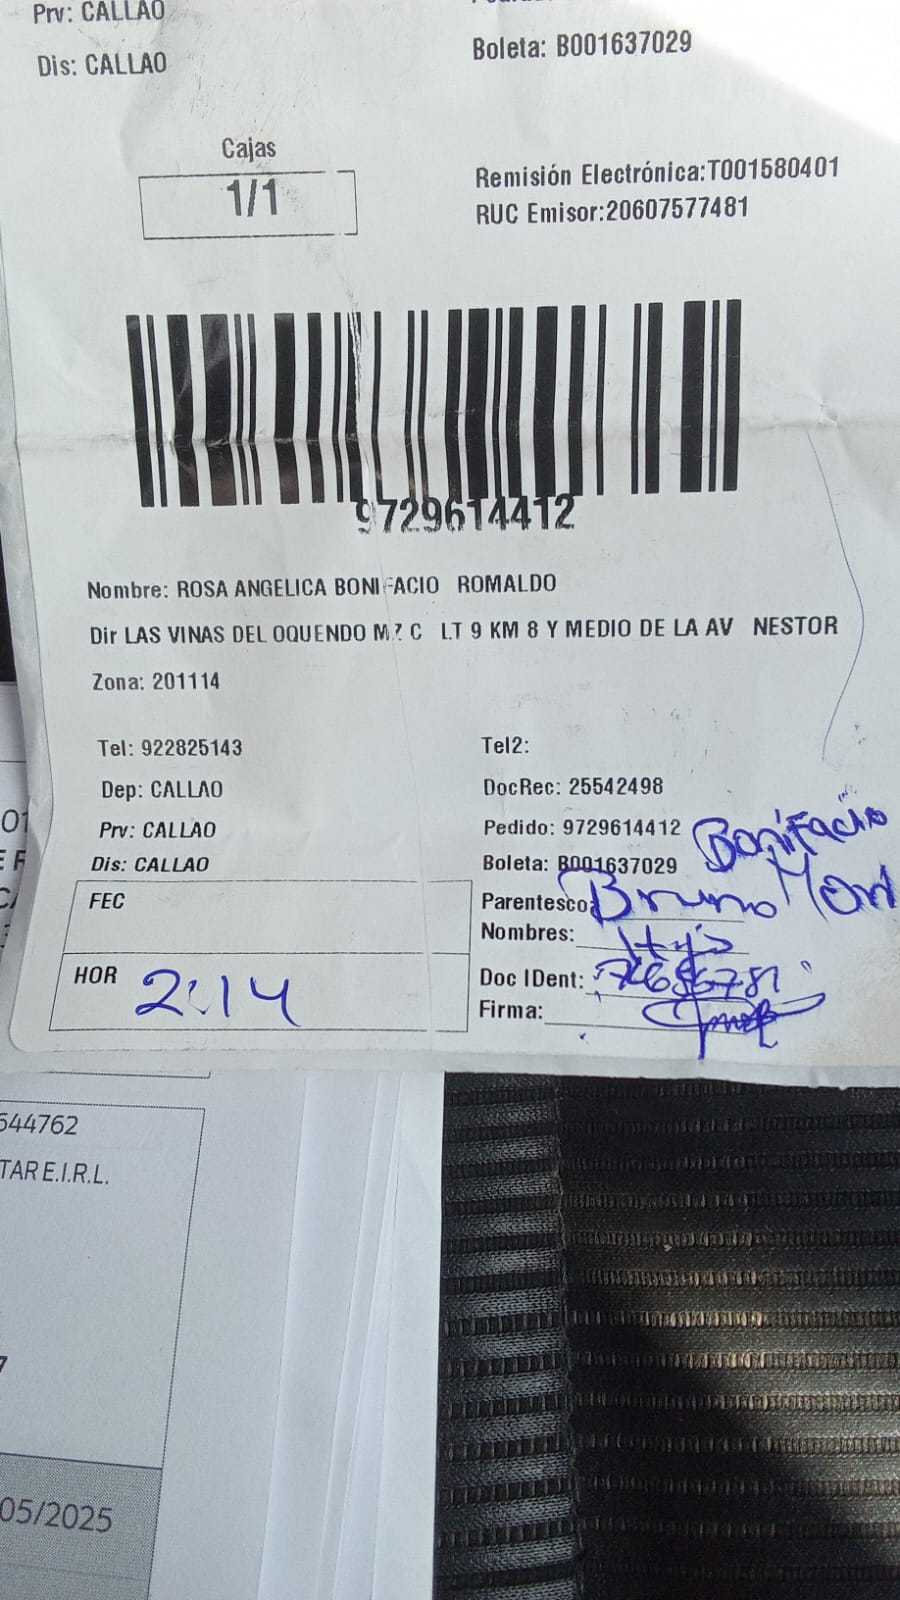 Prv: CALLAO
Dis: CALLAO
Boleta: B001637029
Cajas
1/1
Remisión Electrónica:T001580401
RUC Emisor:20607577481
9729614412
Nombre: ROSA ANGELICA BONIFACIO ROMALDO
Dir LAS VINAS DEL OQUENDO MZ C LT 9 KM 8 Y MEDIO DE LA AV NESTOR
Zona: 201114
Tel: 922825143
Tel2:
Dep: CALLAO
DocRec: 25542498
Prv: CALLAO
Pedido: 9729614412
Bonifacio
Dis: CALLAO
Boleta: B001637029
FEC
Parentesco: Bruno
Nombres:
HOR 2:14
Doc IDent:
Firma:
544762
TAR E.I.R.L.
05/2025